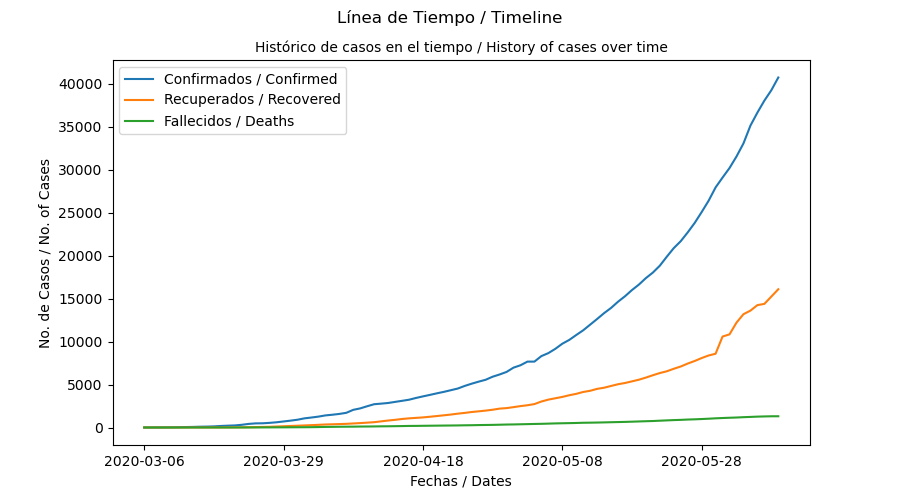 Línea de Tiempo / Timeline
Histórico de casos en el tiempo / History of cases over time
Confirmados / Confirmed
Recuperados / Recovered
Fallecidos / Deaths
No. de Casos / No. of Cases
40000
35000
30000
25000
20000
15000
10000
5000
0
2020-03-06 2020-03-29 2020-04-18 2020-05-08 2020-05-28
Fechas / Dates